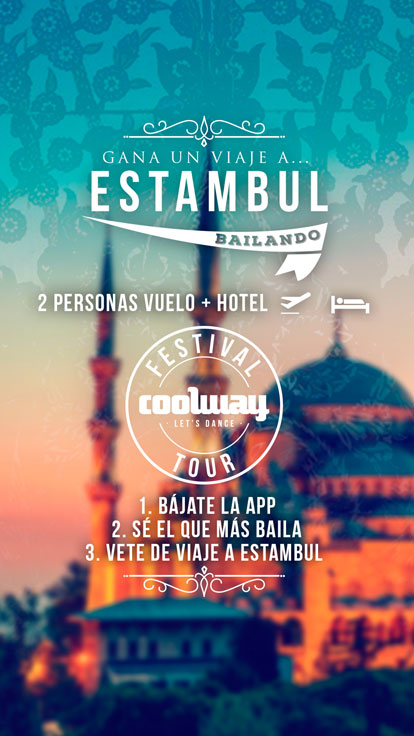 GANA UN VIAJE A...
ESTAMBUL
BAILANDO
2 PERSONAS VUELO + HOTEL
FESTIVAL
coolway
· LET'S DANCE ·
TOUR
1. BÁJATE LA APP
2. SÉ EL QUE MÁS BAILA
3. VETE DE VIAJE A ESTAMBUL